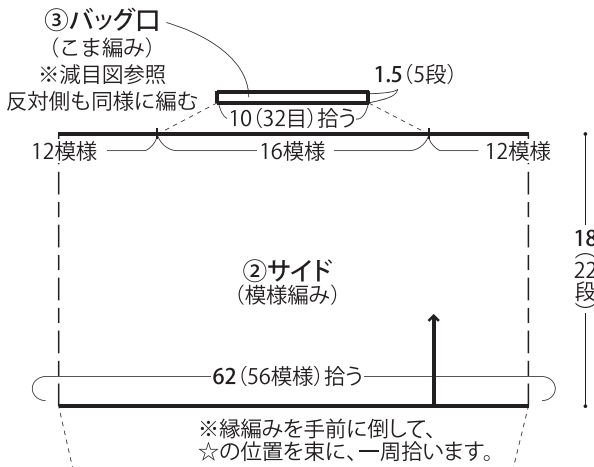 ③バッグ口
（こま編み）
※減目図参照
反対側も同様に編む
1.5（5段）
10（32目）拾う
12模様
16模様
12模様
②サイド
（模様編み）
18（22段）
62（56模様）拾う
※縁編みを手前に倒して、
☆の位置を束に、一周拾います。